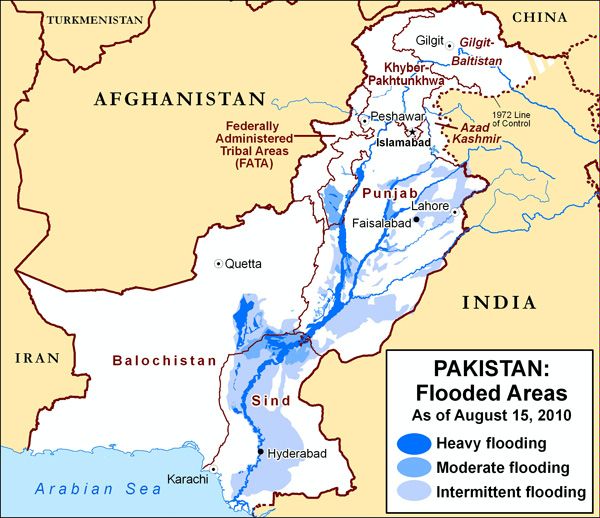 TURKMENISTAN
CHINA
Gilgit
Gilgit-
Baltistan
Khyber-
Pakhtunkhwa
AFGHANISTAN
1972 Line
of Control
Peshawar
Federally
Administered
Tribal Areas
(FATA)
Azad
Kashmir
Islamabad
Punjab
Lahore
Faisalabad
Quetta
INDIA
IRAN
Balochistan
Sind
Hyderabad
Karachi
Arabian Sea
PAKISTAN:
Flooded Areas
As of August 15, 2010
Heavy flooding
Moderate flooding
Intermittent flooding